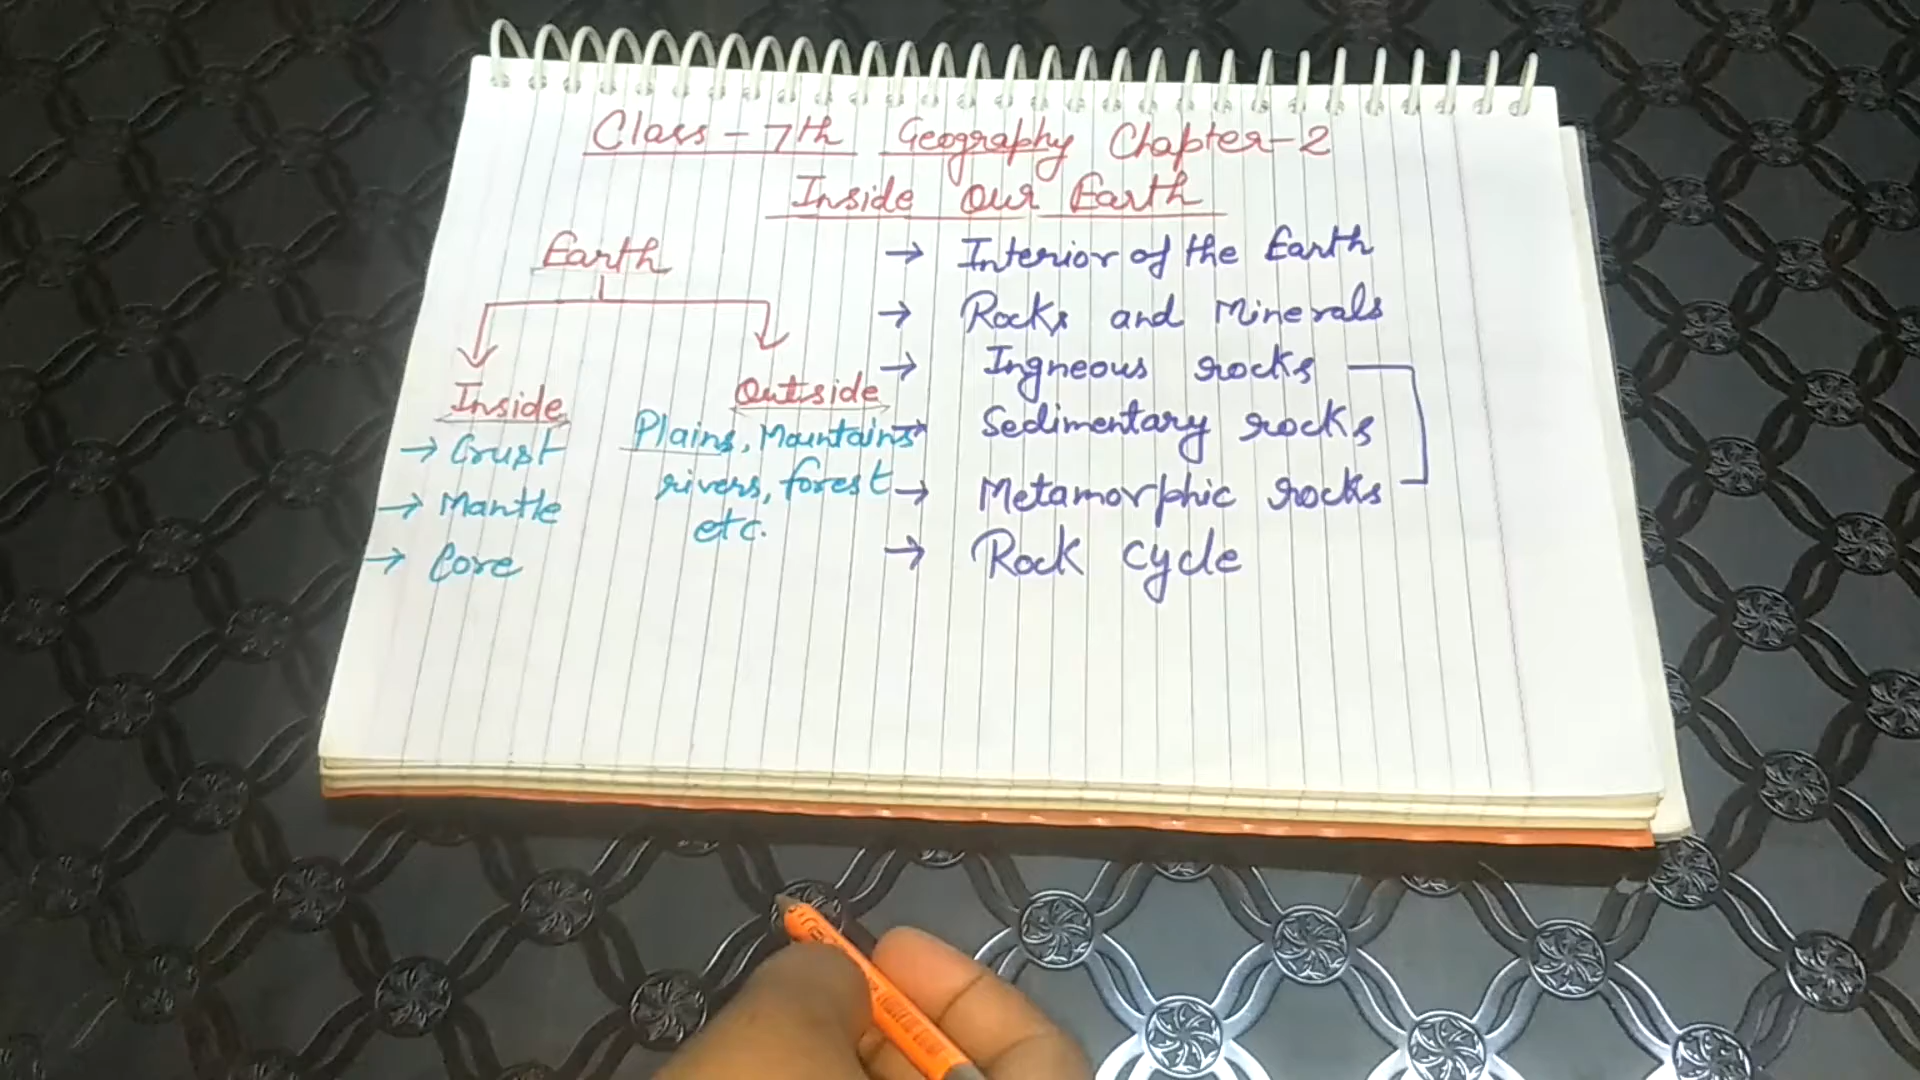 Class - 7th Geography Chapter-2
Inside Our Earth
Earth
Inside
→ Crust
→ Mantle
→ Core
Outside
Plains, Mountains
rivers, forest
etc.
→ Interior of the Earth
→ Rocks and Minerals
→ Ingneous rocks
→ Sedimentary rocks
→ Metamorphic rocks
→ Rock cycle